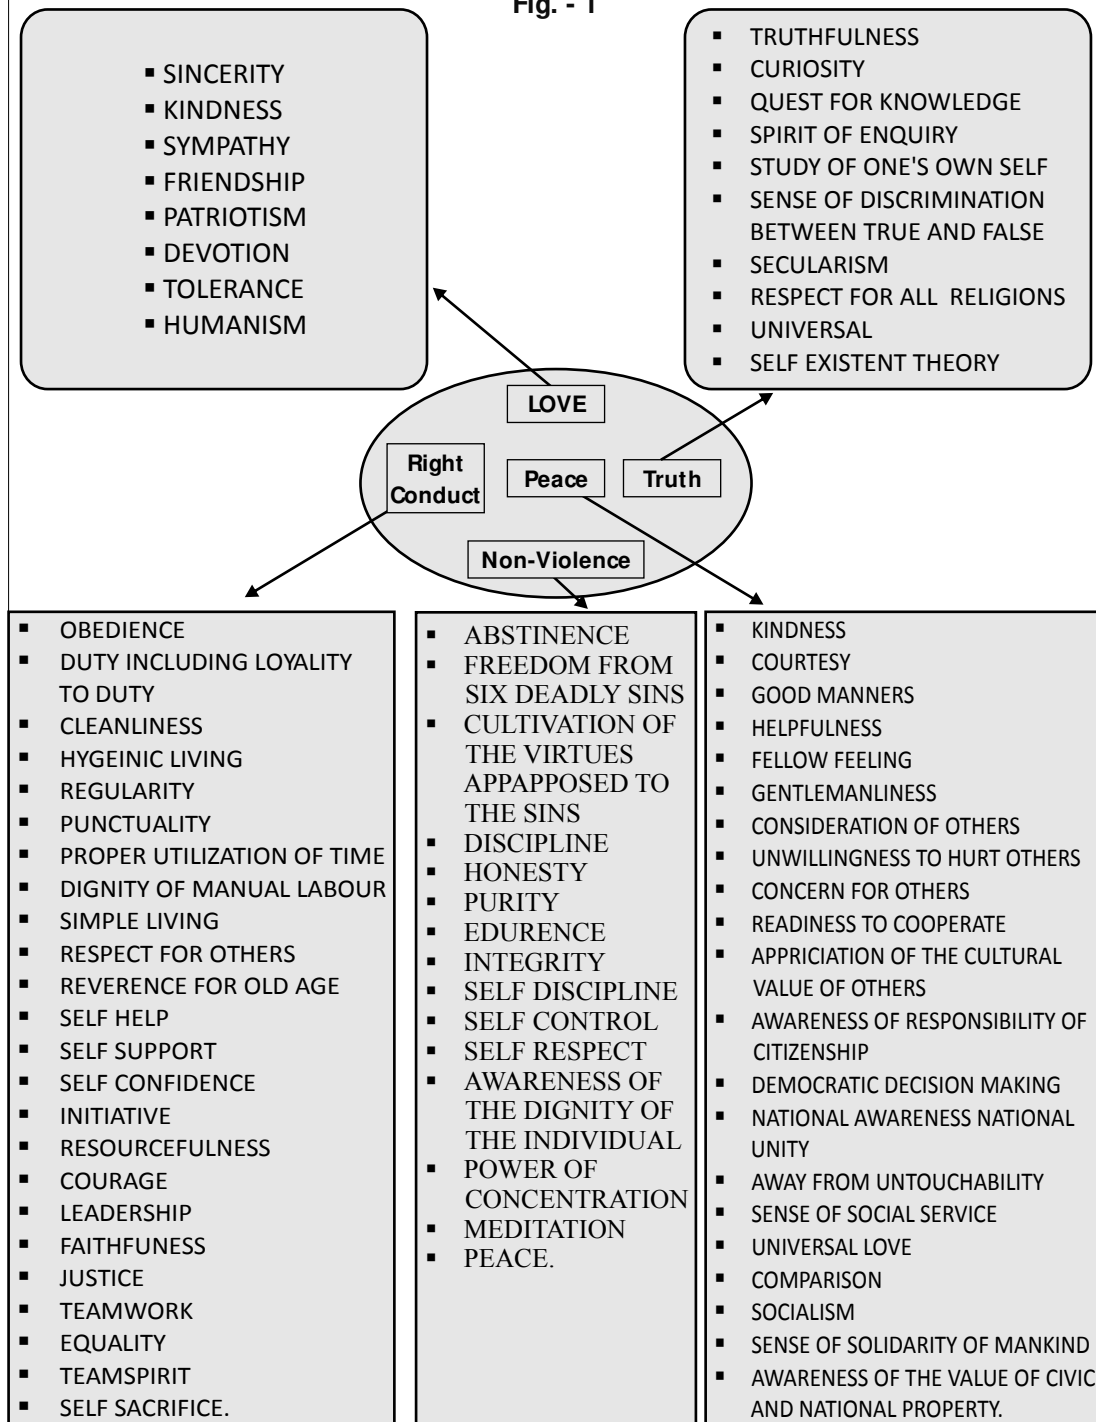 Fig. - 1
▪ SINCERITY
▪ KINDNESS
▪ SYMPATHY
▪ FRIENDSHIP
▪ PATRIOTISM
▪ DEVOTION
▪ TOLERANCE
▪ HUMANISM
▪ TRUTHFULNESS
▪ CURIOSITY
▪ QUEST FOR KNOWLEDGE
▪ SPIRIT OF ENQUIRY
▪ STUDY OF ONE'S OWN SELF
▪ SENSE OF DISCRIMINATION
BETWEEN TRUE AND FALSE
▪ SECULARISM
▪ RESPECT FOR ALL RELIGIONS
▪ UNIVERSAL
▪ SELF EXISTENT THEORY
LOVE
Right
Conduct
Peace
Truth
Non-Violence
▪ OBEDIENCE
▪ DUTY INCLUDING LOYALITY
TO DUTY
▪ CLEANLINESS
▪ HYGEINIC LIVING
▪ REGULARITY
▪ PUNCTUALITY
▪ PROPER UTILIZATION OF TIME
▪ DIGNITY OF MANUAL LABOUR
▪ SIMPLE LIVING
▪ RESPECT FOR OTHERS
▪ REVERENCE FOR OLD AGE
▪ SELF HELP
▪ SELF SUPPORT
▪ SELF CONFIDENCE
▪ INITIATIVE
▪ RESOURCEFULNESS
▪ COURAGE
▪ LEADERSHIP
▪ FAITHFUNESS
▪ JUSTICE
▪ TEAMWORK
▪ EQUALITY
▪ TEAMSPIRIT
▪ SELF SACRIFICE.
▪ ABSTINENCE
▪ FREEDOM FROM
SIX DEADLY SINS
▪ CULTIVATION OF
THE VIRTUES
APPAPPOSED TO
THE SINS
▪ DISCIPLINE
▪ HONESTY
▪ PURITY
▪ EDURENCE
▪ INTEGRITY
▪ SELF DISCIPLINE
▪ SELF CONTROL
▪ SELF RESPECT
▪ AWARENESS OF
THE DIGNITY OF
THE INDIVIDUAL
▪ POWER OF
CONCENTRATION
▪ MEDITATION
▪ PEACE.
▪ KINDNESS
▪ COURTESY
▪ GOOD MANNERS
▪ HELPFULNESS
▪ FELLOW FEELING
▪ GENTLEMANLINESS
▪ CONSIDERATION OF OTHERS
▪ UNWILLINGNESS TO HURT OTHERS
▪ CONCERN FOR OTHERS
▪ READINESS TO COOPERATE
▪ APPRICIATION OF THE CULTURAL
VALUE OF OTHERS
▪ AWARENESS OF RESPONSIBILITY OF
CITIZENSHIP
▪ DEMOCRATIC DECISION MAKING
▪ NATIONAL AWARENESS NATIONAL
UNITY
▪ AWAY FROM UNTOUCHABILITY
▪ SENSE OF SOCIAL SERVICE
▪ UNIVERSAL LOVE
▪ COMPARISON
▪ SOCIALISM
▪ SENSE OF SOLIDARITY OF MANKIND
▪ AWARENESS OF THE VALUE OF CIVIC
AND NATIONAL PROPERTY.